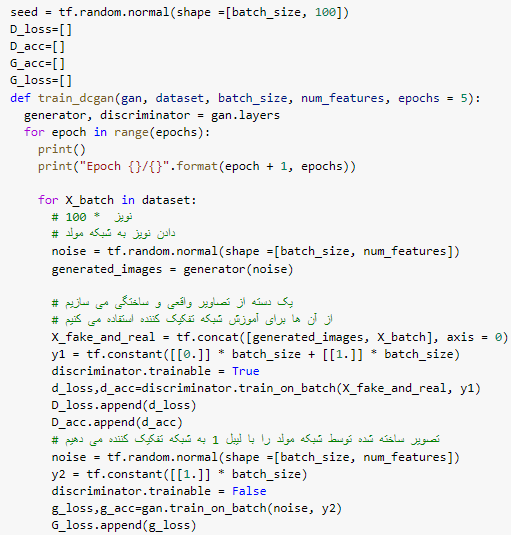 seed = tf.random.normal(shape =[batch_size, 100])
D_loss=[]
D_acc=[]
G_acc=[]
G_loss=[]
def train_dcgan(gan, dataset, batch_size, num_features, epochs = 5):
  generator, discriminator = gan.layers
  for epoch in range(epochs):
    print()
    print("Epoch {}/{}".format(epoch + 1, epochs))

    for X_batch in dataset:
      # 100 * نویز
      # دادن نویز به شبکه مولد
      noise = tf.random.normal(shape =[batch_size, num_features])
      generated_images = generator(noise)

      # یک دسته از تصاویر واقعی و ساختگی می سازیم
      # از آن ها برای آموزش شبکه تفکیک کننده استفاده می کنیم
      X_fake_and_real = tf.concat([generated_images, X_batch], axis = 0)
      y1 = tf.constant([[0.]] * batch_size + [[1.]] * batch_size)
      discriminator.trainable = True
      d_loss,d_acc=discriminator.train_on_batch(X_fake_and_real, y1)
      D_loss.append(d_loss)
      D_acc.append(d_acc)
      # تصویر ساخته شده توسط شبکه مولد را با لیبل 1 به شبکه تفکیک کننده می دهیم
      noise = tf.random.normal(shape =[batch_size, num_features])
      y2 = tf.constant([[1.]] * batch_size)
      discriminator.trainable = False
      g_loss,g_acc=gan.train_on_batch(noise, y2)
      G_loss.append(g_loss)